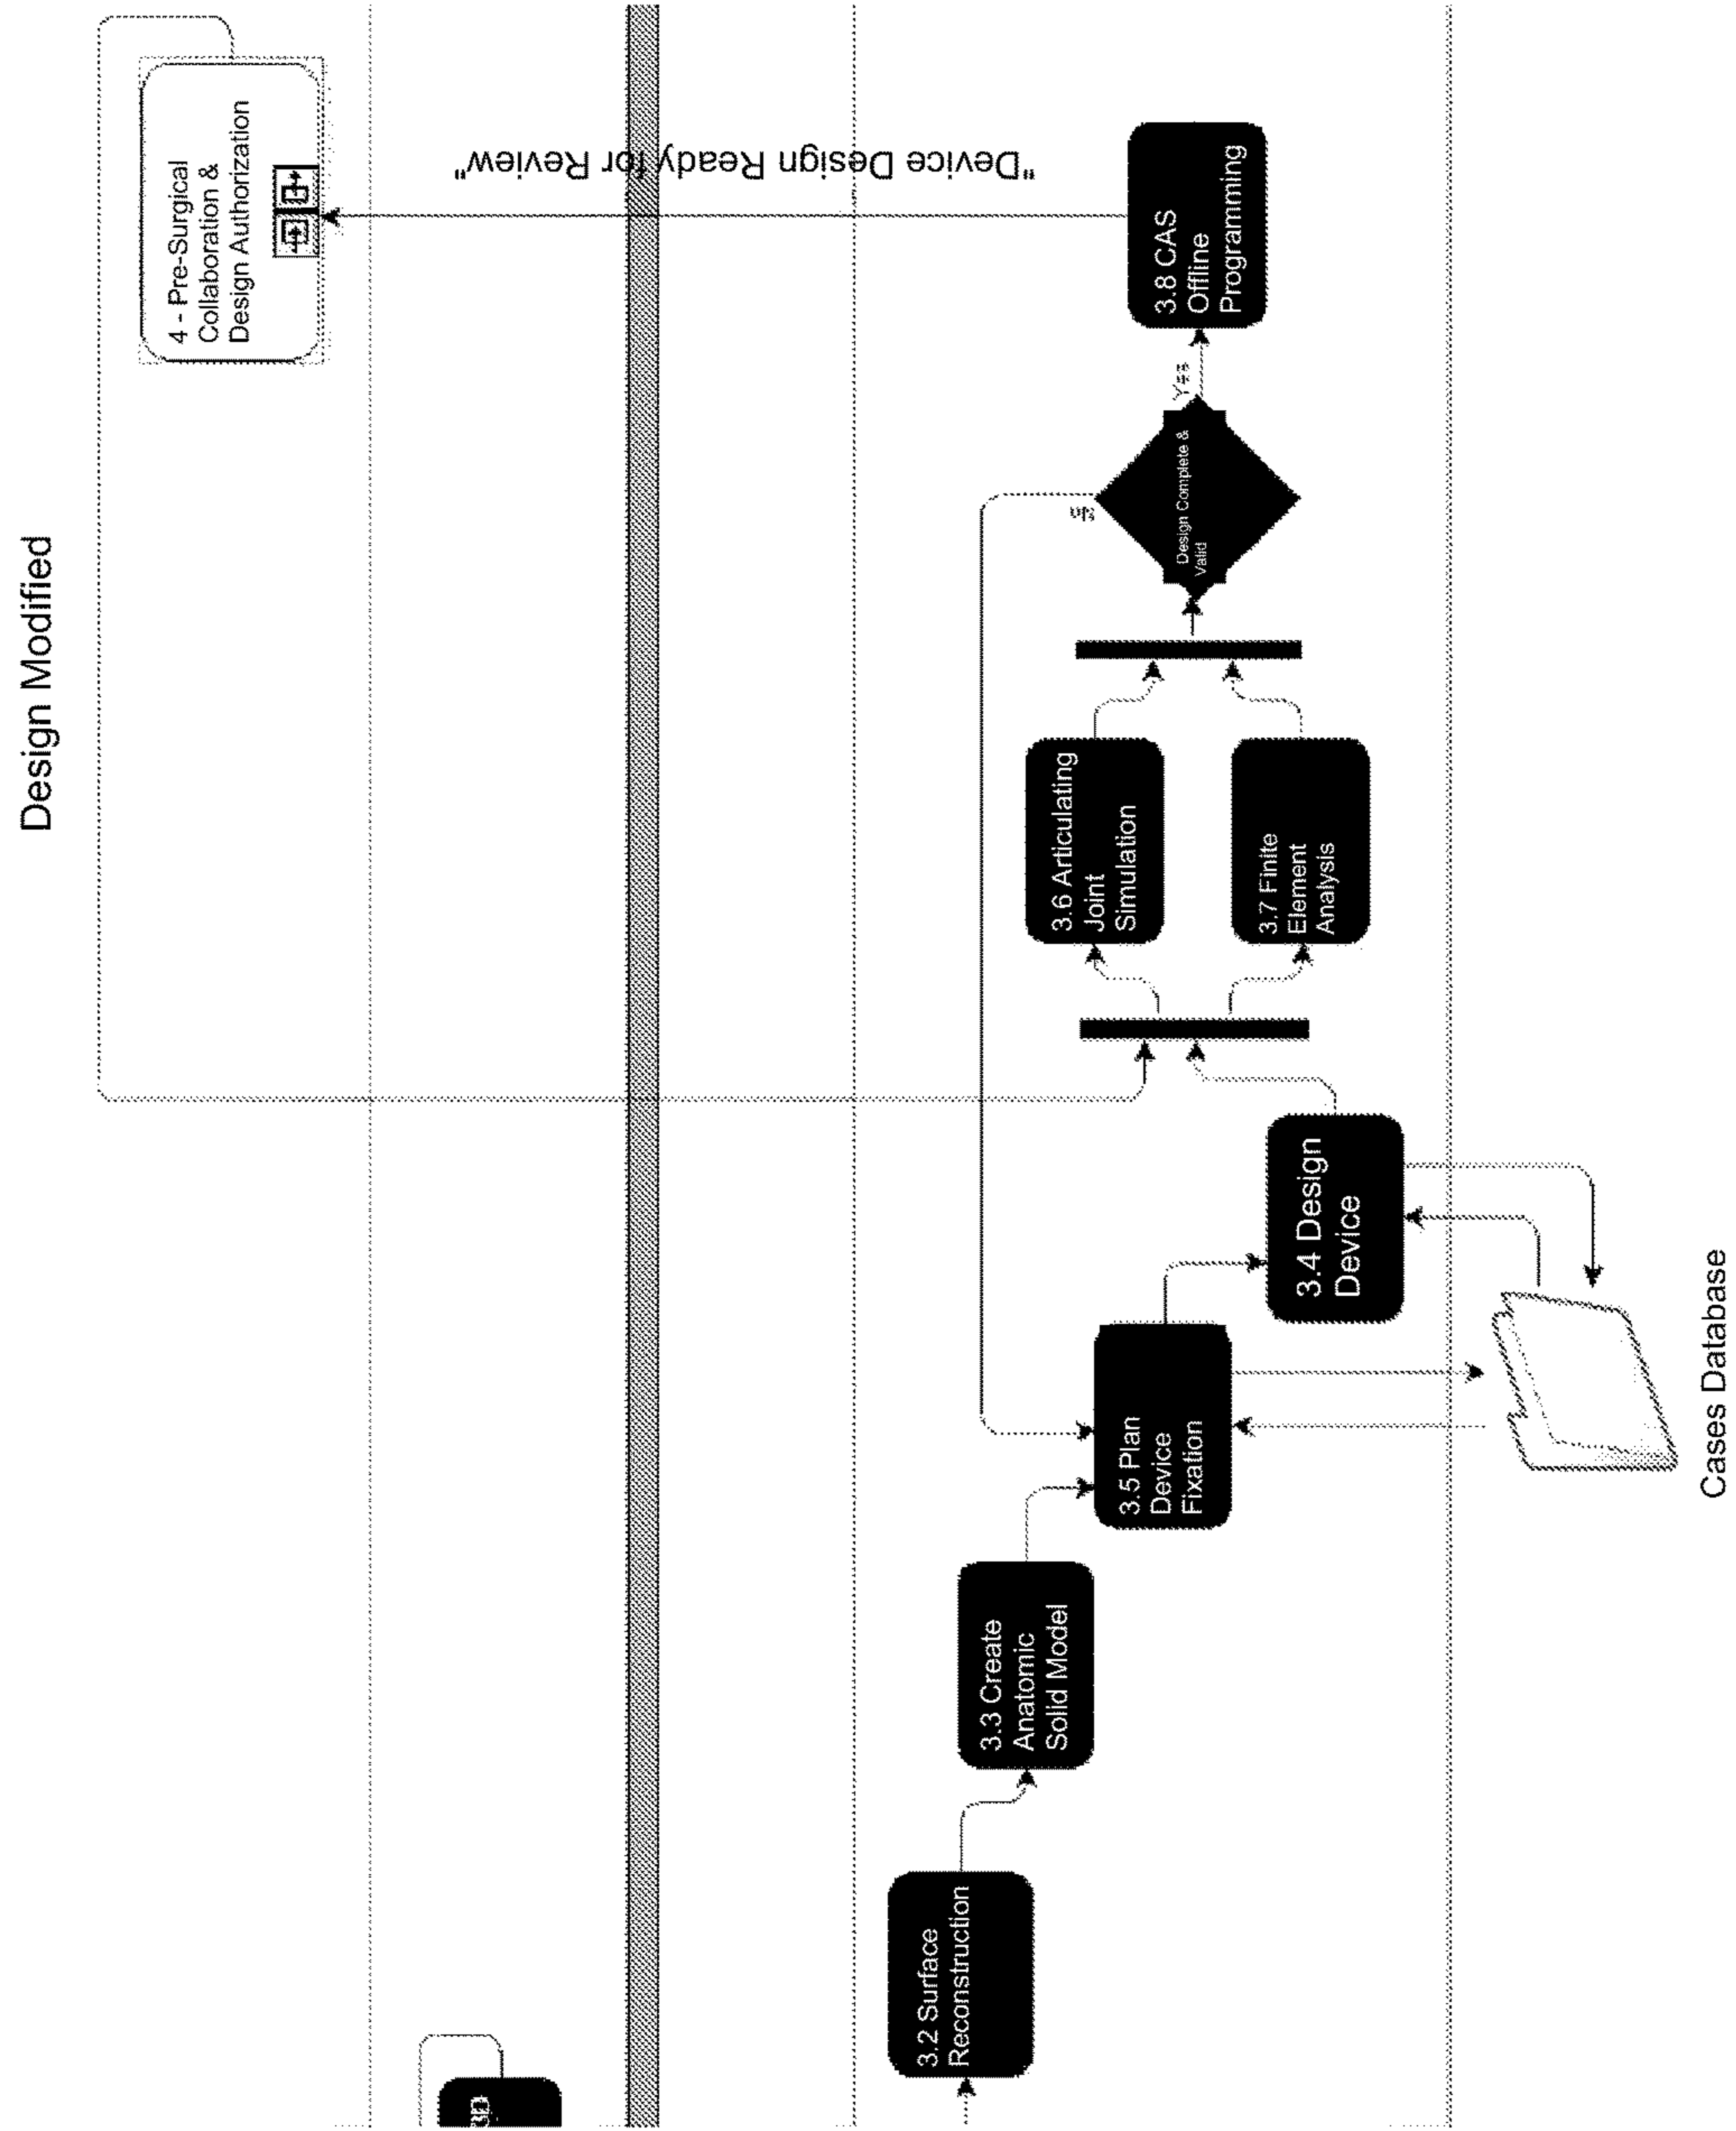 Design Modified
4 - Pre-Surgical
Collaboration &
Design Authorization
"Device Design Ready for Review"
3D
3.2 Surface
Reconstruction
3.3 Create
Anatomic
Solid Model
3.5 Plan
Device
Fixation
3.4 Design
Device
3.6 Articulating
Joint
Simulation
3.7 Finite
Element
Analysis
Design Complete &
Valid
No
Yes
3.8 CAS
Offline
Programming
Cases Database